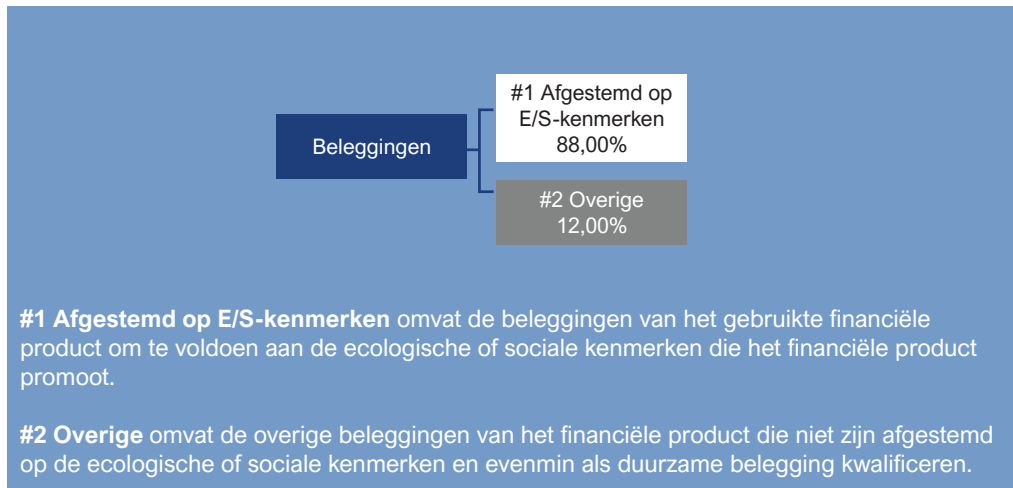 #1 Afgestemd op
E/S-kenmerken
88,00%
Beleggingen
#2 Overige
12,00%
#1 Afgestemd op E/S-kenmerken omvat de beleggingen van het gebruikte financiële
product om te voldoen aan de ecologische of sociale kenmerken die het financiële product
promoot.
#2 Overige omvat de overige beleggingen van het financiële product die niet zijn afgestemd
op de ecologische of sociale kenmerken en evenmin als duurzame belegging kwalificeren.